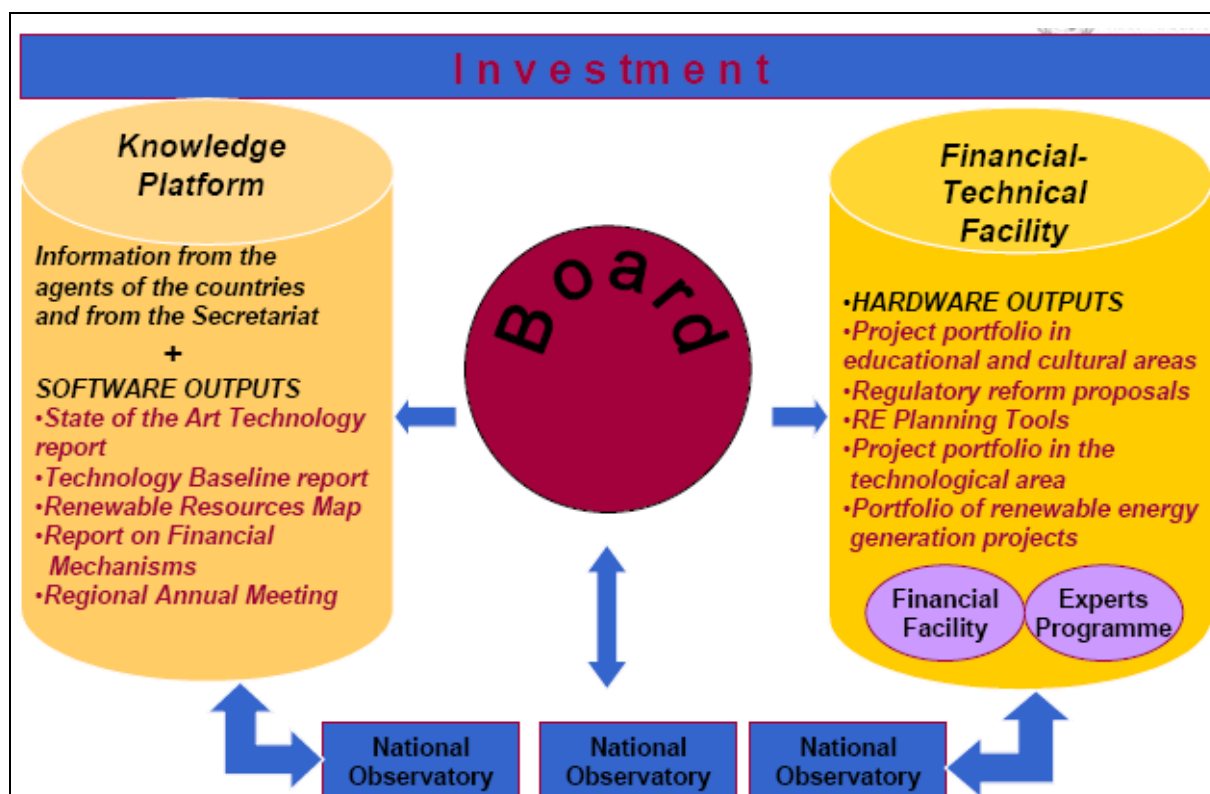 Investment
Knowledge
Platform
Information from the
agents of the countries
and from the Secretariat
+
SOFTWARE OUTPUTS
•State of the Art Technology
report
•Technology Baseline report
•Renewable Resources Map
•Report on Financial
Mechanisms
•Regional Annual Meeting
Board
Financial-
Technical
Facility
•HARDWARE OUTPUTS
•Project portfolio in
educational and cultural areas
•Regulatory reform proposals
•RE Planning Tools
•Project portfolio in the
technological area
•Portfolio of renewable energy
generation projects
Financial
Facility
Experts
Programme
National
Observatory
National
Observatory
National
Observatory